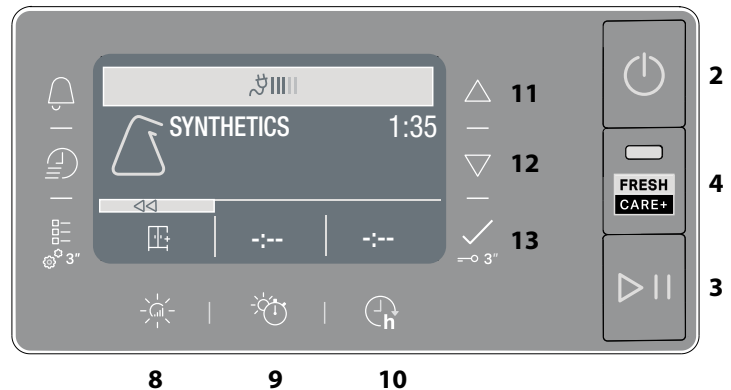 2
SYNTHETICS 1:35
11
12
FRESH
CARE+
4
-:-- -:--
3" 3" 13
3
h
8 9 10